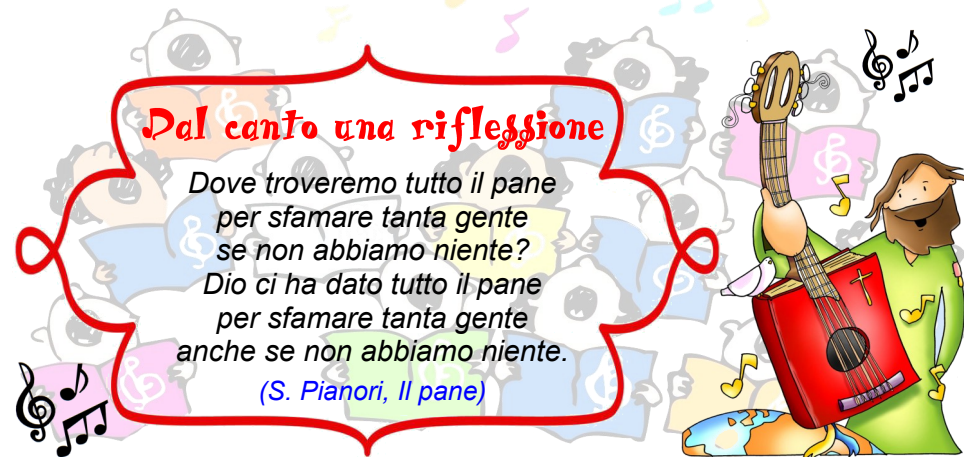 Dal canto una riflessione
Dove troveremo tutto il pane
per sfamare tanta gente
se non abbiamo niente?
Dio ci ha dato tutto il pane
per sfamare tanta gente
anche se non abbiamo niente.
(S. Pianori, Il pane)